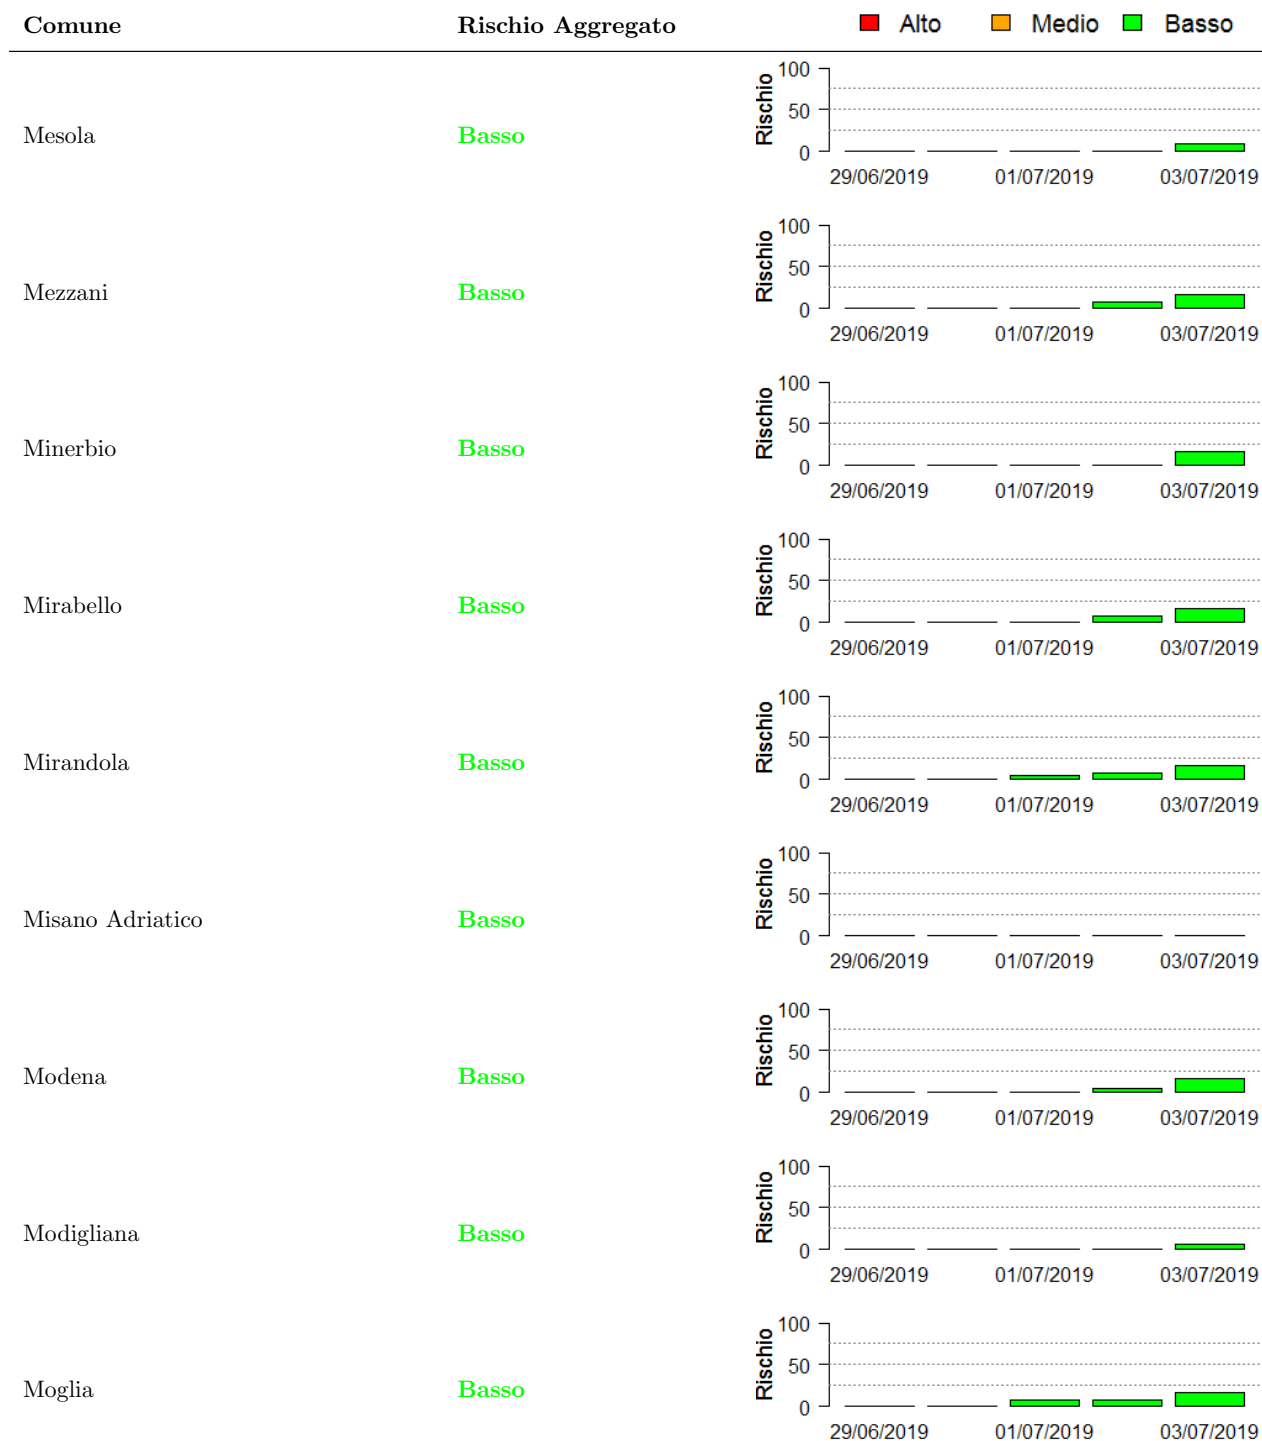 Comune Rischio Aggregato Alto Medio Basso
Mesola Basso
Rischio
100
50
0
29/06/2019 01/07/2019 03/07/2019
Mezzani Basso
Rischio
100
50
0
29/06/2019 01/07/2019 03/07/2019
Minerbio Basso
Rischio
100
50
0
29/06/2019 01/07/2019 03/07/2019
Mirabello Basso
Rischio
100
50
0
29/06/2019 01/07/2019 03/07/2019
Mirandola Basso
Rischio
100
50
0
29/06/2019 01/07/2019 03/07/2019
Misano Adriatico Basso
Rischio
100
50
0
29/06/2019 01/07/2019 03/07/2019
Modena Basso
Rischio
100
50
0
29/06/2019 01/07/2019 03/07/2019
Modigliana Basso
Rischio
100
50
0
29/06/2019 01/07/2019 03/07/2019
Moglia Basso
Rischio
100
50
0
29/06/2019 01/07/2019 03/07/2019